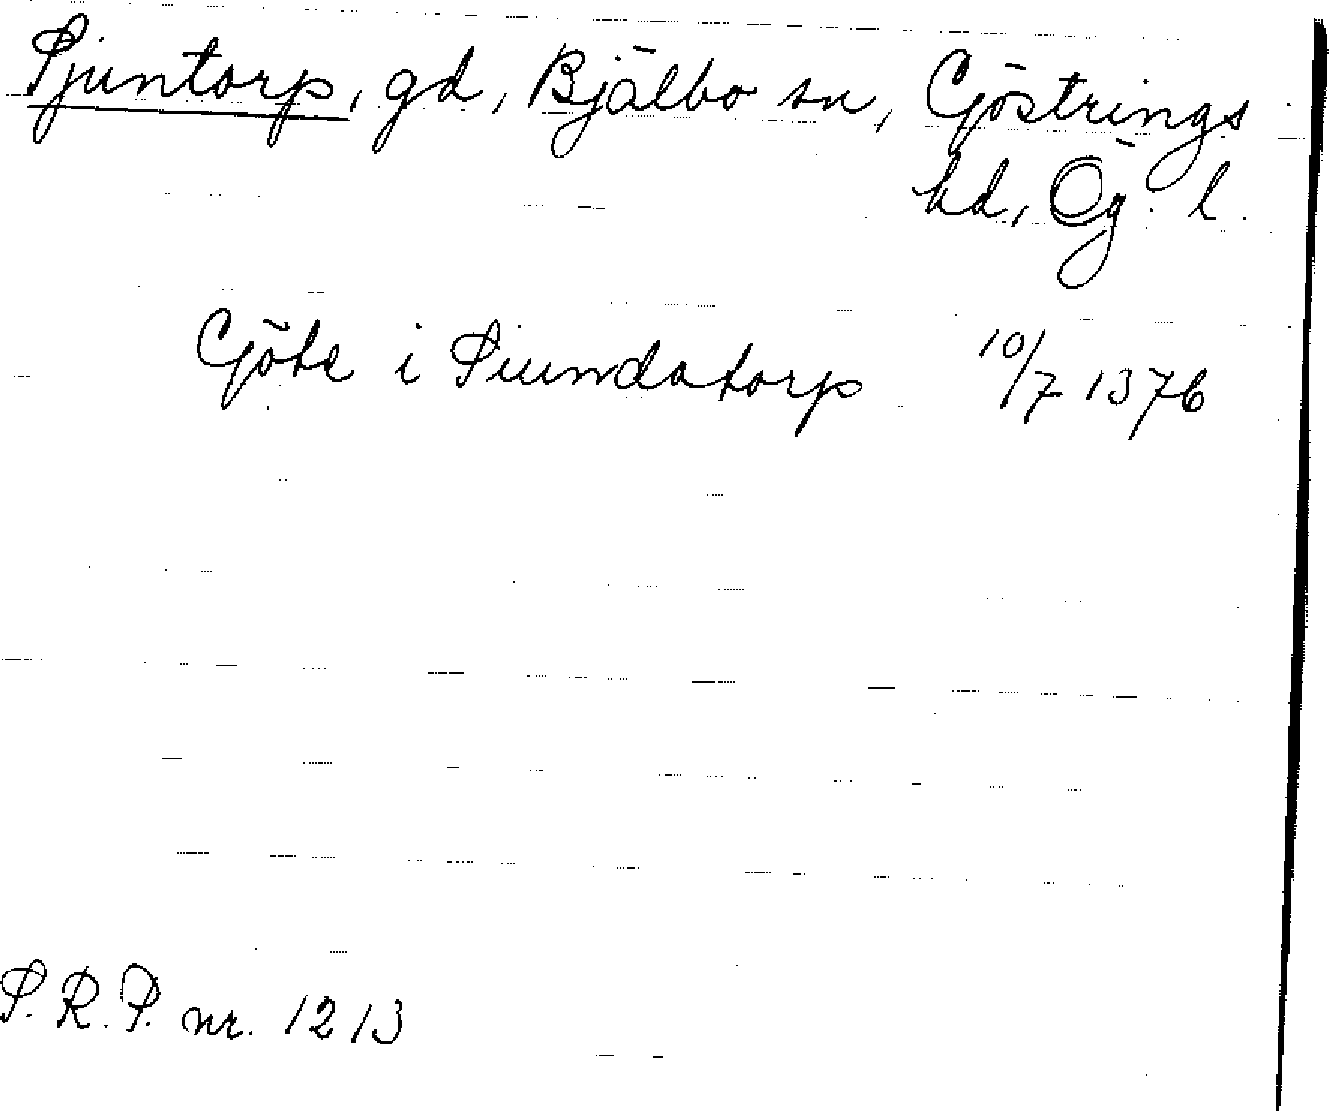 Sjuntorp, gd, Bjälbo sn, Göstrings
hd, Ög. l.
Göte i Siundatorp 10/7 1376
S.R.P. nr. 1213